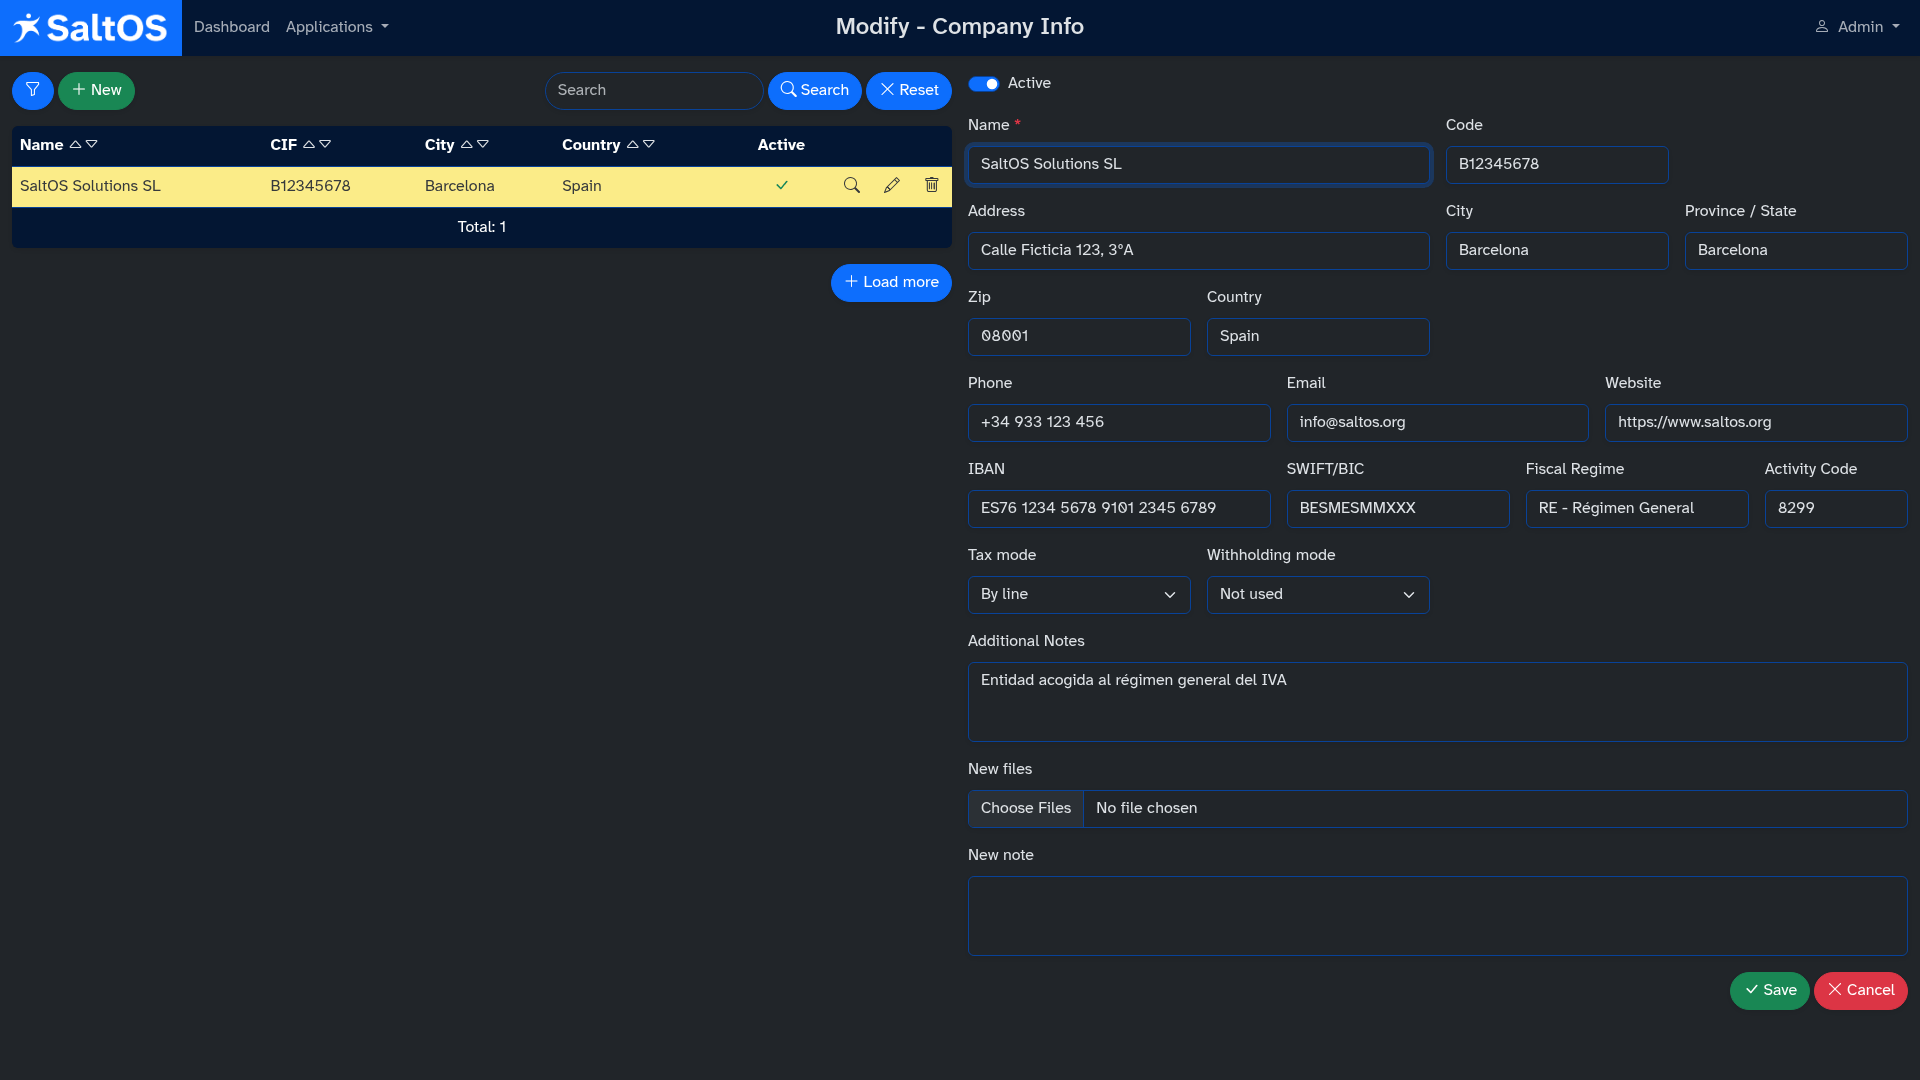 SaltOS Dashboard Applications Modify - Company Info Admin
New Search Search Reset
Name CIF City Country Active
SaltOS Solutions SL B12345678 Barcelona Spain
Total: 1
Load more
Active
Name * Code
SaltOS Solutions SL B12345678
Address City Province / State
Calle Ficticia 123, 3°A Barcelona Barcelona
Zip Country
08001 Spain
Phone Email Website
+34 933 123 456 info@saltos.org https://www.saltos.org
IBAN SWIFT/BIC Fiscal Regime Activity Code
ES76 1234 5678 9101 2345 6789 BESMESMMXXX RE - Régimen General 8299
Tax mode Withholding mode
By line Not used
Additional Notes
Entidad acogida al régimen general del IVA
New files
Choose Files No file chosen
New note
Save Cancel